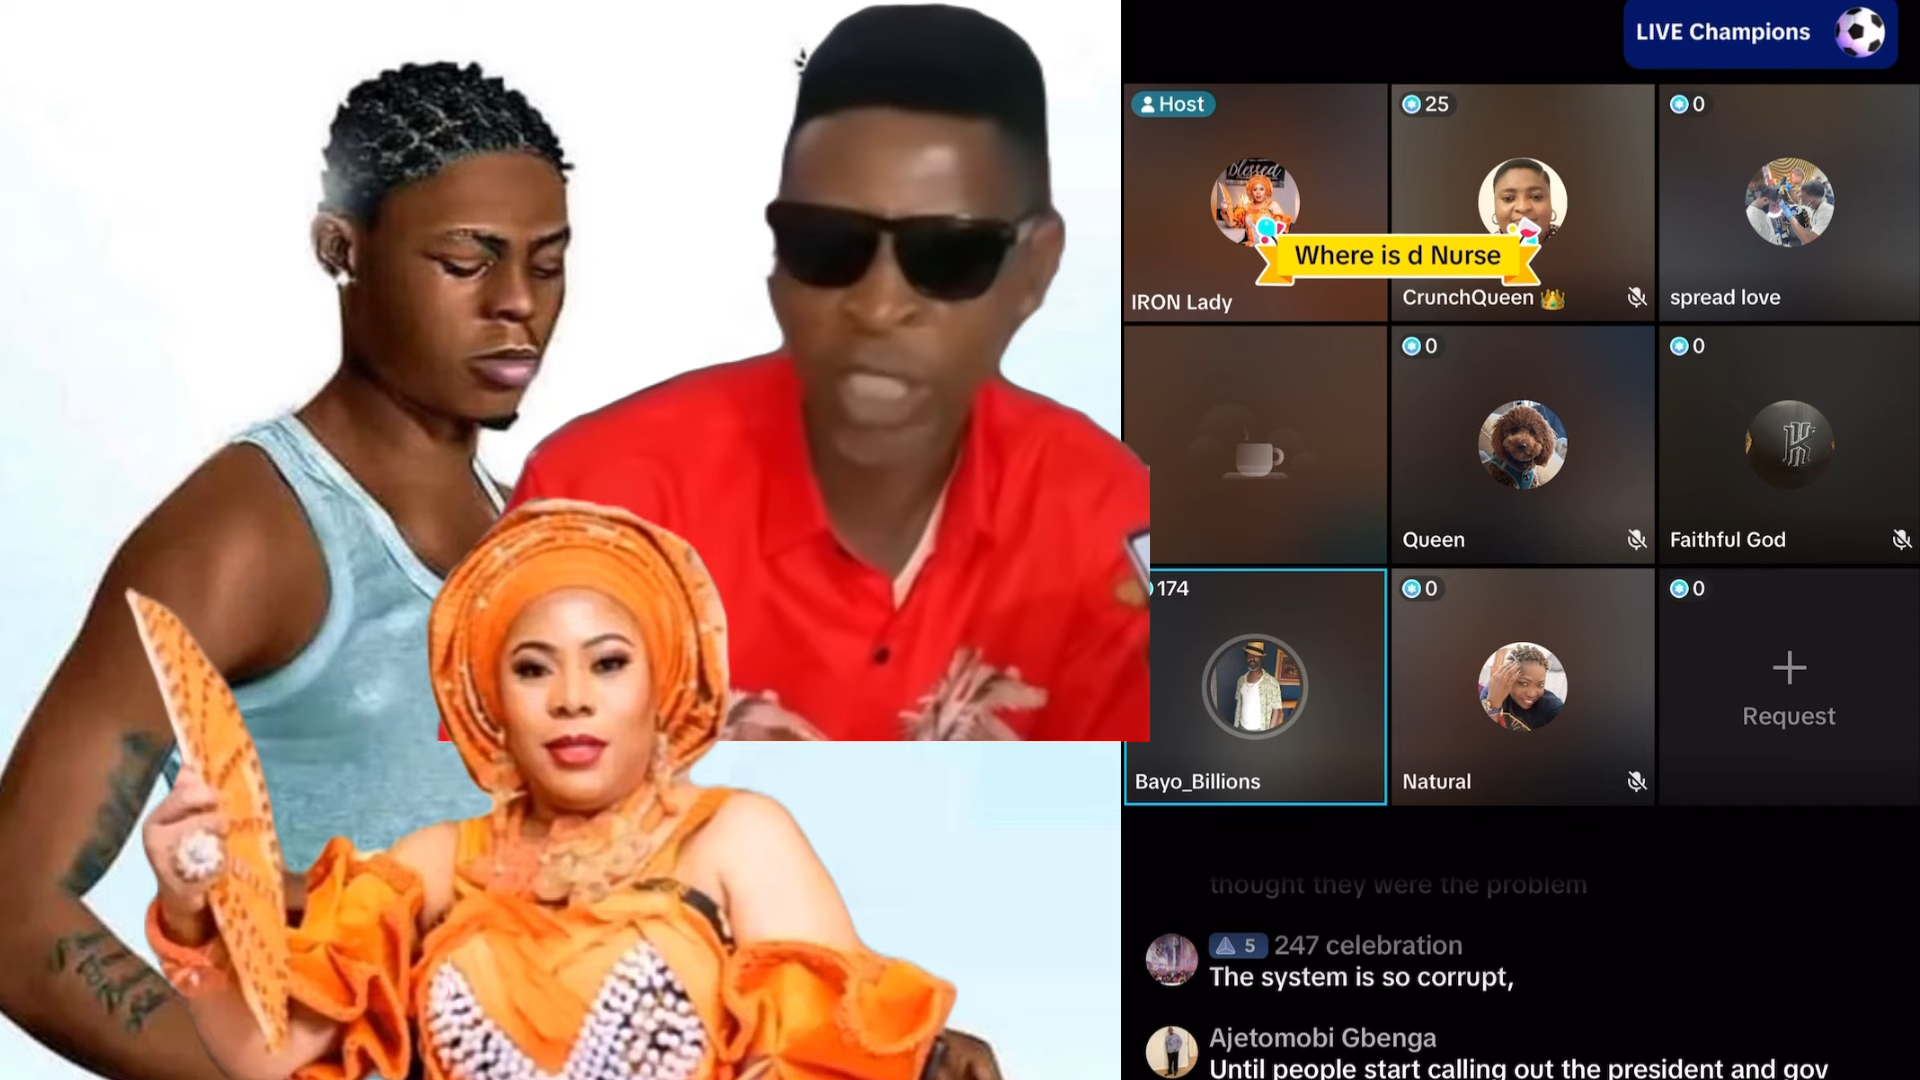 LIVE Champions
Host
25
0
Blessed
Where is d Nurse
IRON Lady
CrunchQueen
spread love
0
0
Queen
Faithful God
174
0
0
Request
Bayo_Billions
Natural
thought they were the problem
5 247 celebration
The system is so corrupt,
Ajetomobi Gbenga
Until people start calling out the president and gov